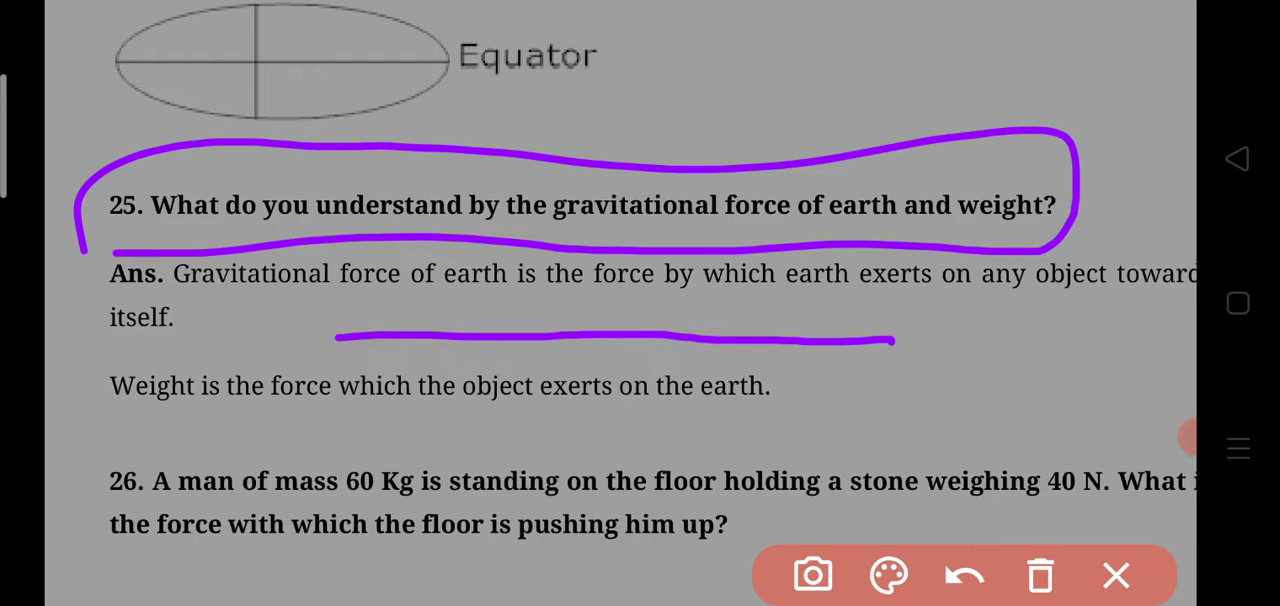 Equator
25. What do you understand by the gravitational force of earth and weight?
Ans. Gravitational force of earth is the force by which earth exerts on any object toward
itself.
Weight is the force which the object exerts on the earth.
26. A man of mass 60 Kg is standing on the floor holding a stone weighing 40 N. What i
the force with which the floor is pushing him up?